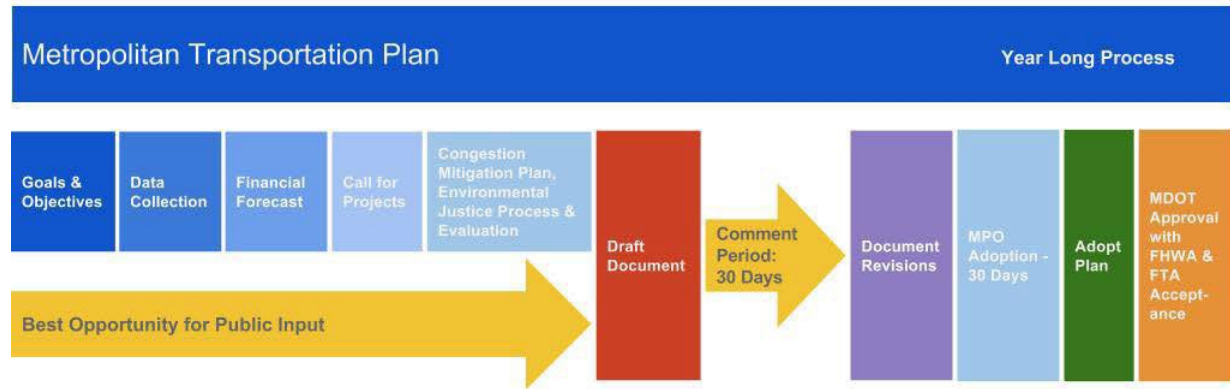 Metropolitan Transportation Plan
Year Long Process
Goals &
Objectives
Data
Collection
Financial
Forecast
Call for
Projects
Congestion
Mitigation Plan,
Environmental
Justice Process &
Evaluation
Best Opportunity for Public Input
Draft
Document
Comment
Period:
30 Days
Document
Revisions
MPO
Adoption -
30 Days
Adopt
Plan
MDOT
Approval
with
FHWA &
FTA
Accept-
ance